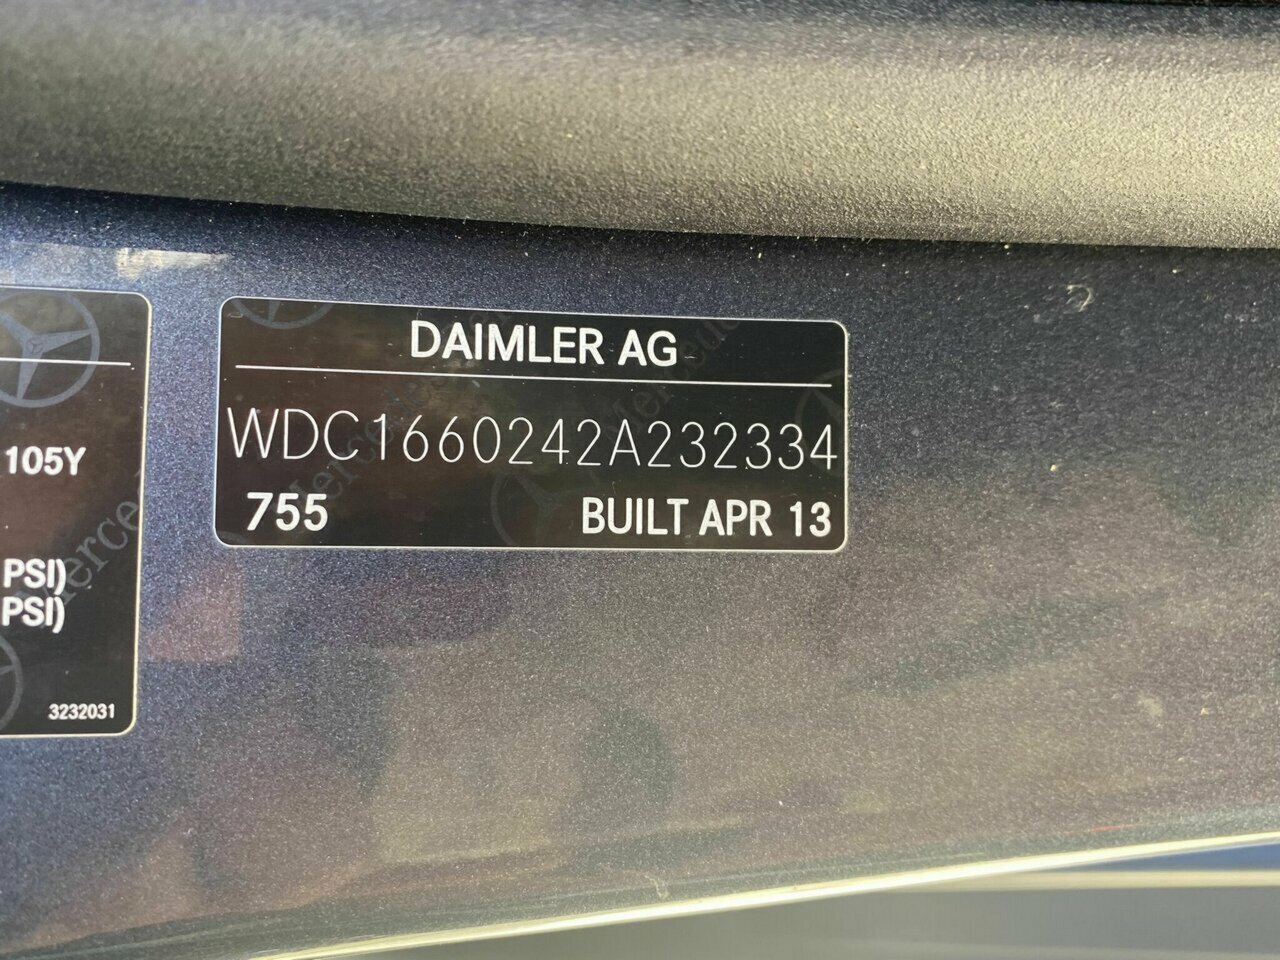 105Y
PSI)
PSI)
3232031
DAIMLER AG
WDC1660242A232334
755 BUILT APR 13